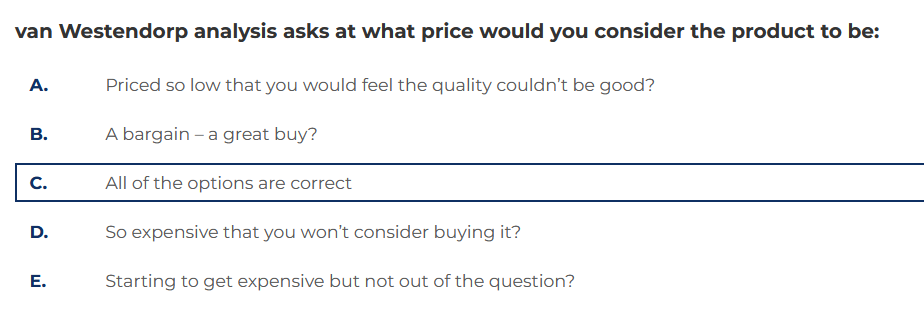 van Westendorp analysis asks at what price would you consider the product to be:
A. Priced so low that you would feel the quality couldn’t be good?
B. A bargain – a great buy?
C. All of the options are correct
D. So expensive that you won’t consider buying it?
E. Starting to get expensive but not out of the question?